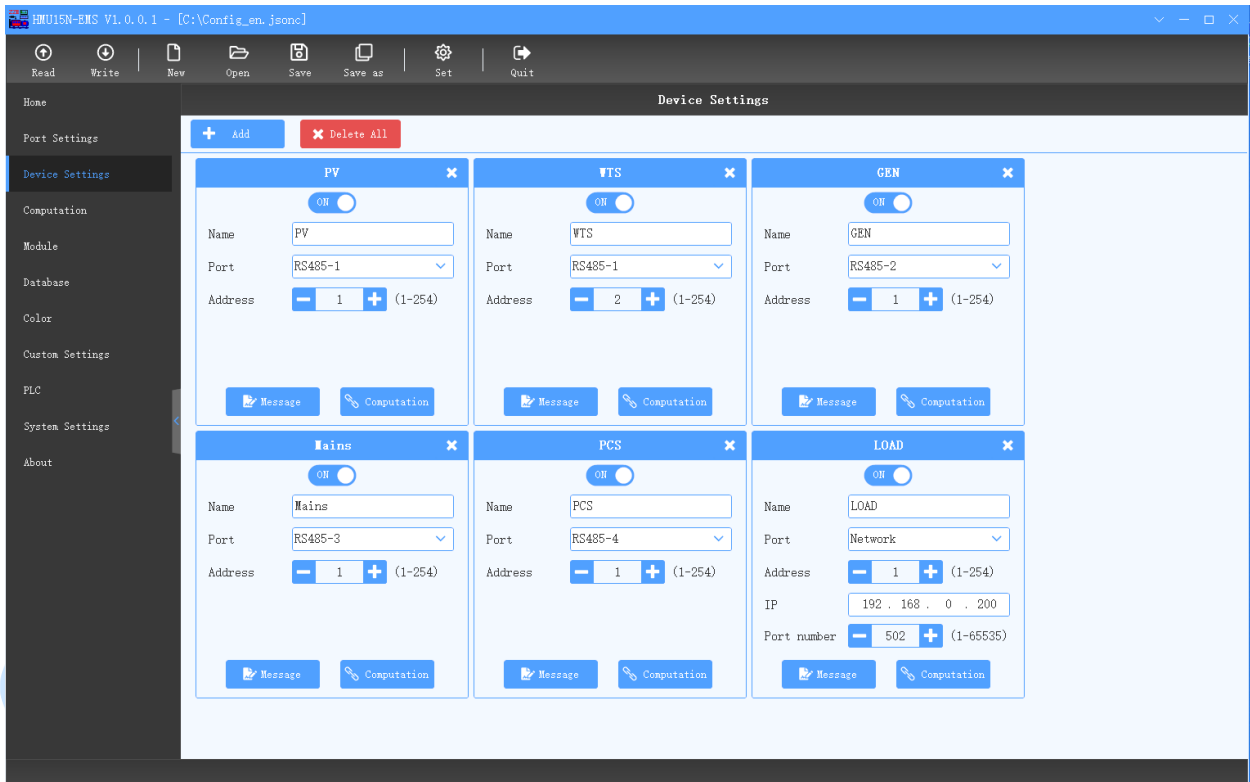 HMU15N-EMS V1.0.0.1 - [C:\Config_en.jsonc]
Read Write New Open Save Save as Set Quit
Home
Port Settings
Device Settings
Computation
Module
Database
Color
Custom Settings
PLC
System Settings
About
Device Settings
Add Delete All
PV
ON
Name PV
Port RS485-1
Address 1 (1-254)
Message Computation
WTS
ON
Name WTS
Port RS485-1
Address 2 (1-254)
Message Computation
GEN
ON
Name GEN
Port RS485-2
Address 1 (1-254)
Message Computation
Mains
ON
Name Mains
Port RS485-3
Address 1 (1-254)
Message Computation
PCS
ON
Name PCS
Port RS485-4
Address 1 (1-254)
Message Computation
LOAD
ON
Name LOAD
Port Network
Address 1 (1-254)
IP 192 . 168 . 0 . 200
Port number 502 (1-65535)
Message Computation